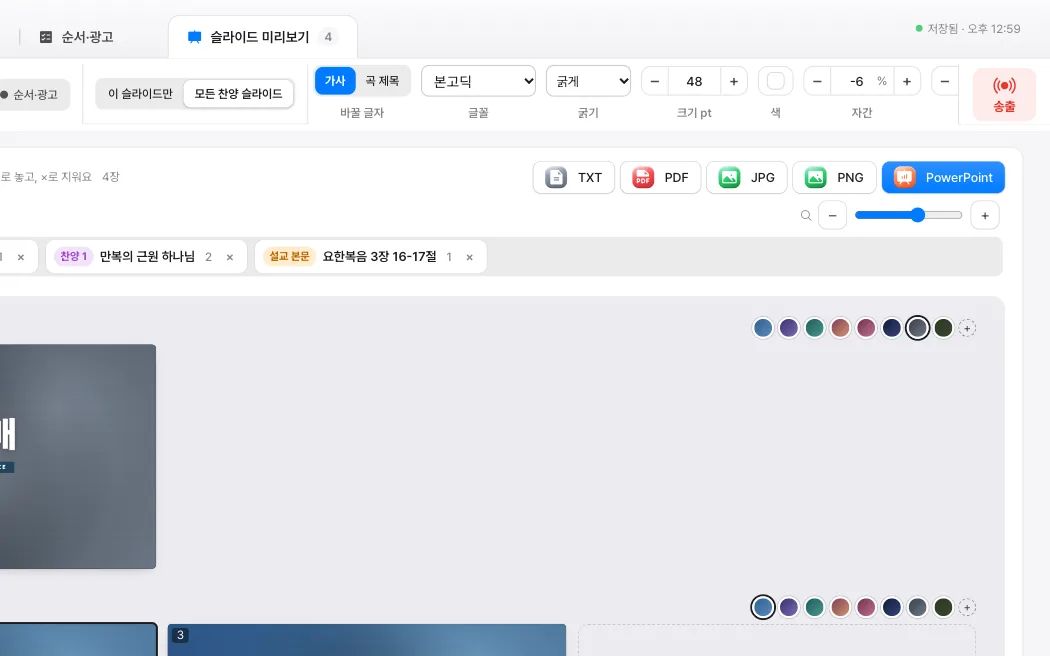 순서·광고
슬라이드 미리보기 4
저장됨 · 오후 12:59
순서·광고
이 슬라이드만 모든 찬양 슬라이드
가사 곡 제목
바꿀 글자
본고딕
글꼴
굵게
굵기
− 48 +
크기 pt
색
− -6 % +
자간
−
송출
로 놓고, ×로 지워요 4장
TXT PDF PDF JPG PNG PowerPoint
− +
×
찬양 1 만복의 근원 하나님 2 ×
설교 본문 요한복음 3장 16-17절 1 ×
+
+
3